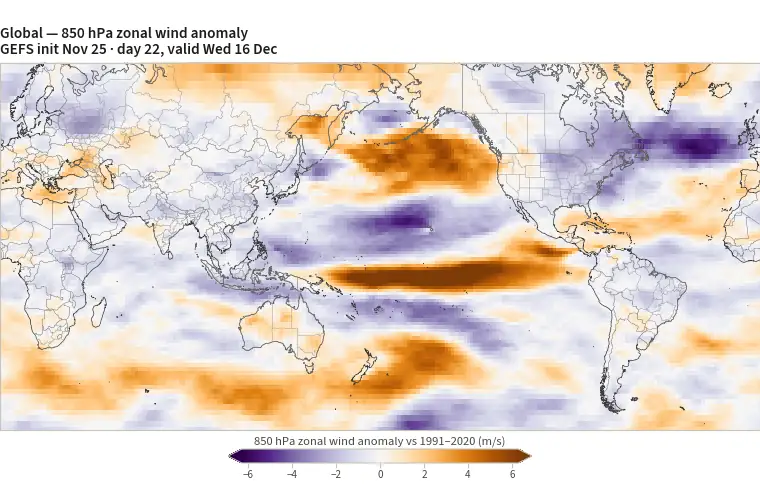 Global — 850 hPa zonal wind anomaly
GEFS init Nov 25 · day 22, valid Wed 16 Dec
850 hPa zonal wind anomaly vs 1991–2020 (m/s)
−6 −4 −2 0 2 4 6